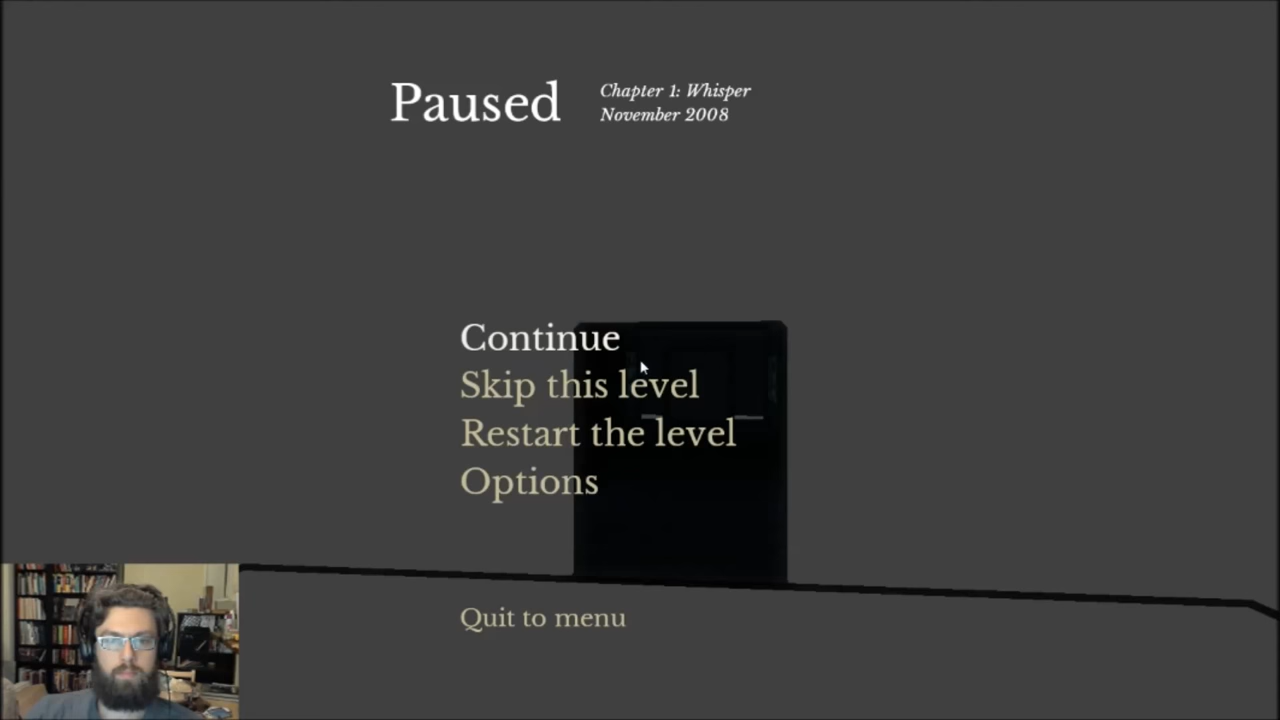 Paused
Chapter 1: Whisper
November 2008
Continue
Skip this level
Restart the level
Options
Quit to menu